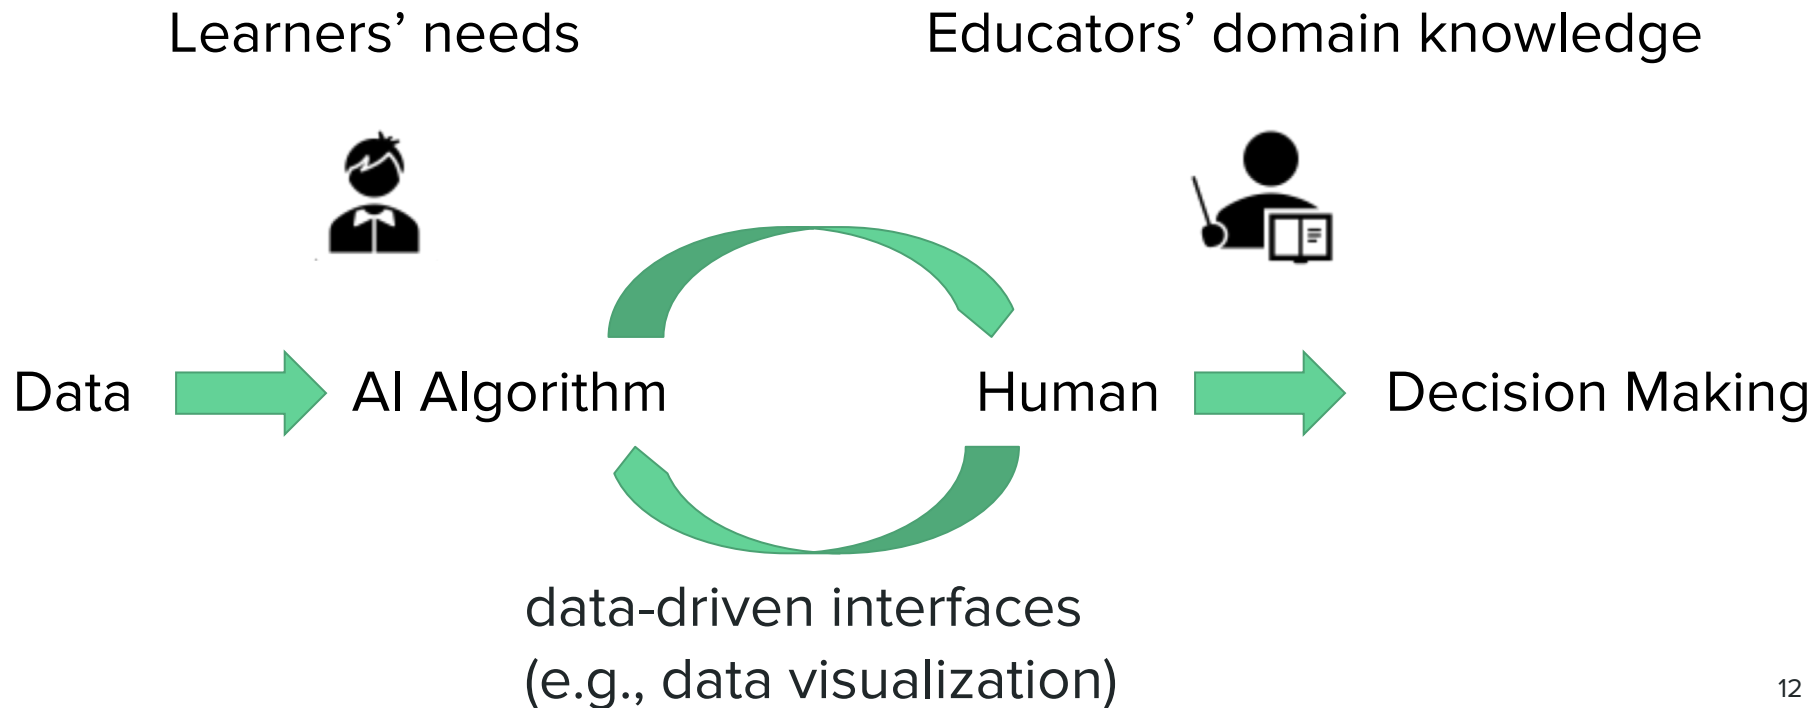 Learners’ needs
Educators’ domain knowledge
Data
AI Algorithm
Human
Decision Making
data-driven interfaces
(e.g., data visualization)
12